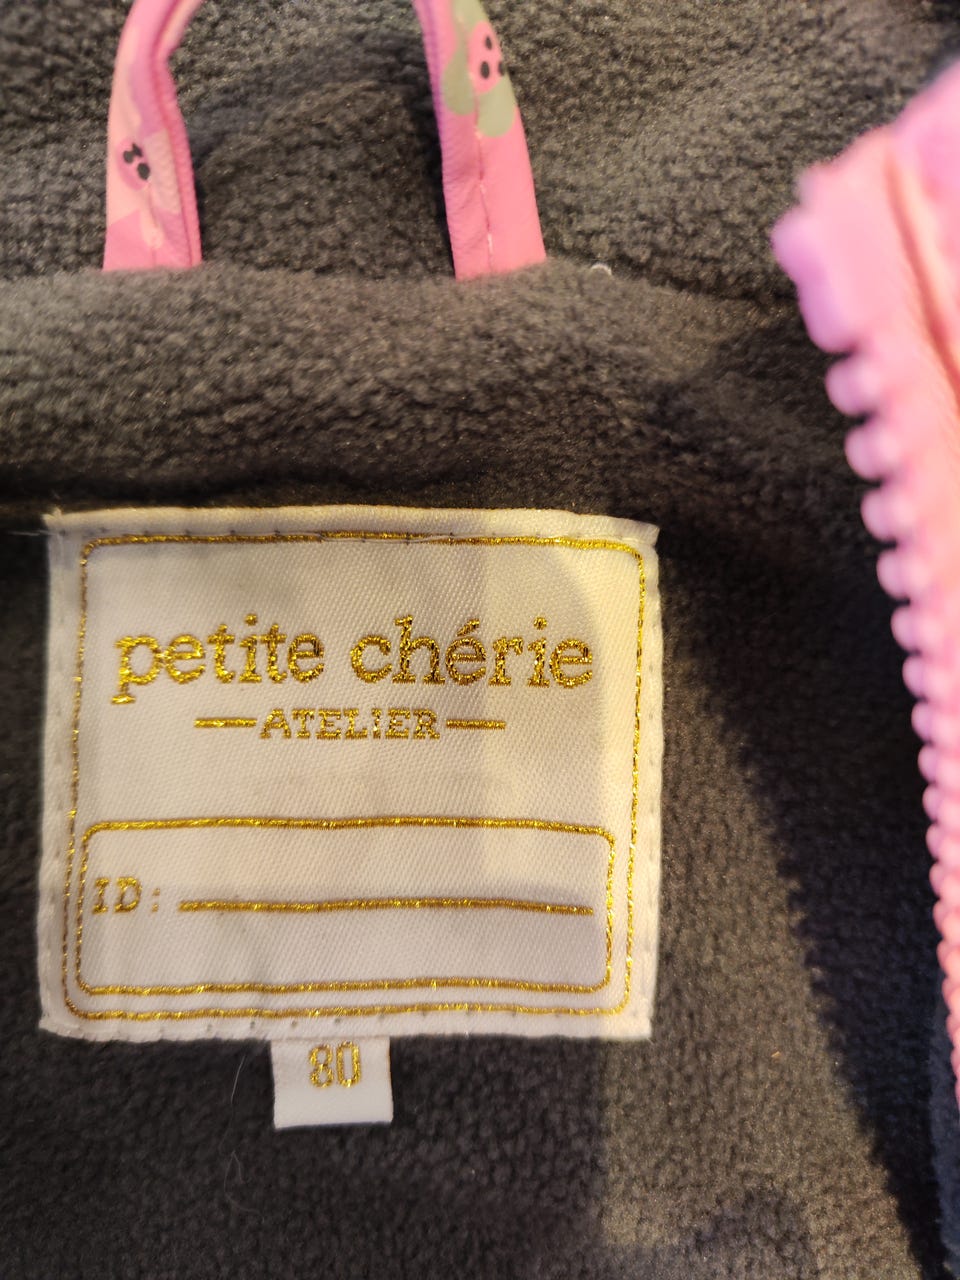 petite chérie
ATELIER
ID:
80